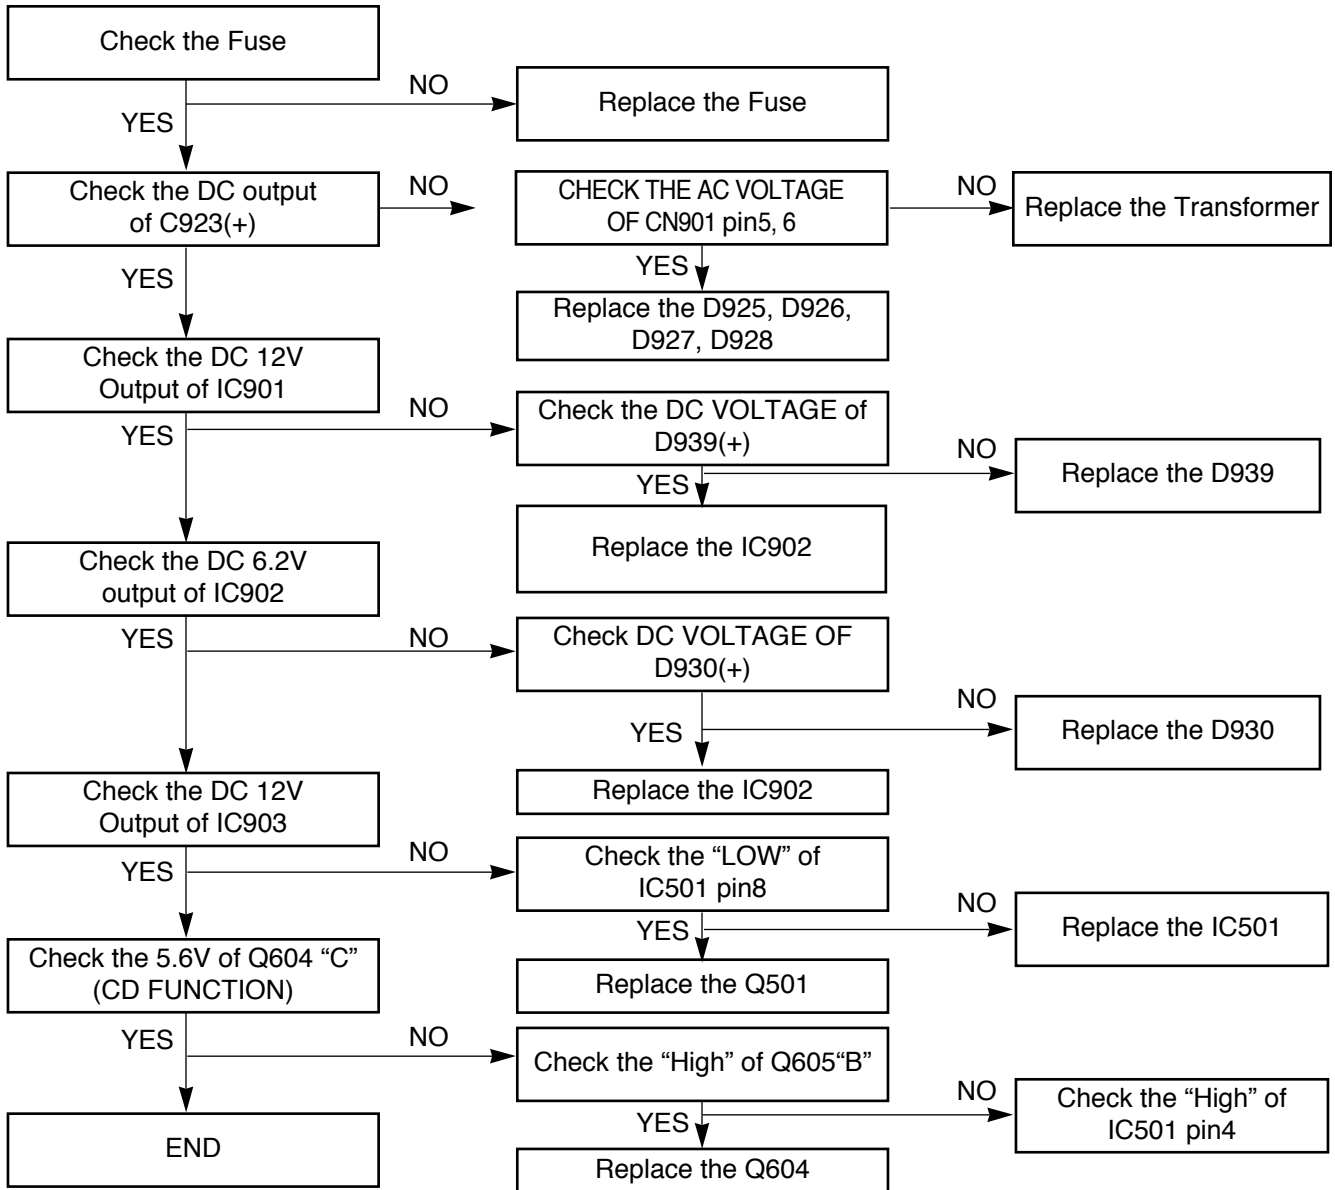 Check the Fuse
NO
Replace the Fuse
YES
Check the DC output
of C923(+)
NO
CHECK THE AC VOLTAGE
OF CN901 pin5, 6
NO
Replace the Transformer
YES
YES
Replace the D925, D926,
D927, D928
Check the DC 12V
Output of IC901
NO
Check the DC VOLTAGE of
D939(+)
YES
NO
Replace the D939
YES
Replace the IC902
Check the DC 6.2V
output of IC902
YES
NO
Check DC VOLTAGE OF
D930(+)
NO
Replace the D930
YES
Replace the IC902
Check the DC 12V
Output of IC903
YES
NO
Check the “LOW” of
IC501 pin8
NO
Replace the IC501
YES
Replace the Q501
Check the 5.6V of Q604 “C”
(CD FUNCTION)
YES
NO
Check the “High” of Q605“B”
NO
Check the “High” of
IC501 pin4
YES
Replace the Q604
END